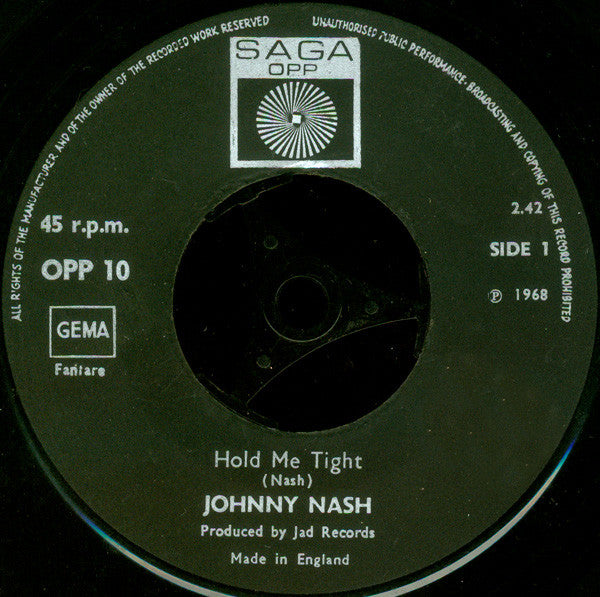 ALL RIGHTS OF THE MANUFACTURER AND OF THE OWNER OF THE RECORDED WORK RESERVED
UNAUTHORISED PUBLIC PERFORMANCE, BROADCASTING AND COPYING OF THIS RECORD PROHIBITED
SAGA
OPP
45 r.p.m.
OPP 10
GEMA
Fanfare
2.42
SIDE 1
℗ 1968
Hold Me Tight
(Nash)
JOHNNY NASH
Produced by Jad Records
Made in England